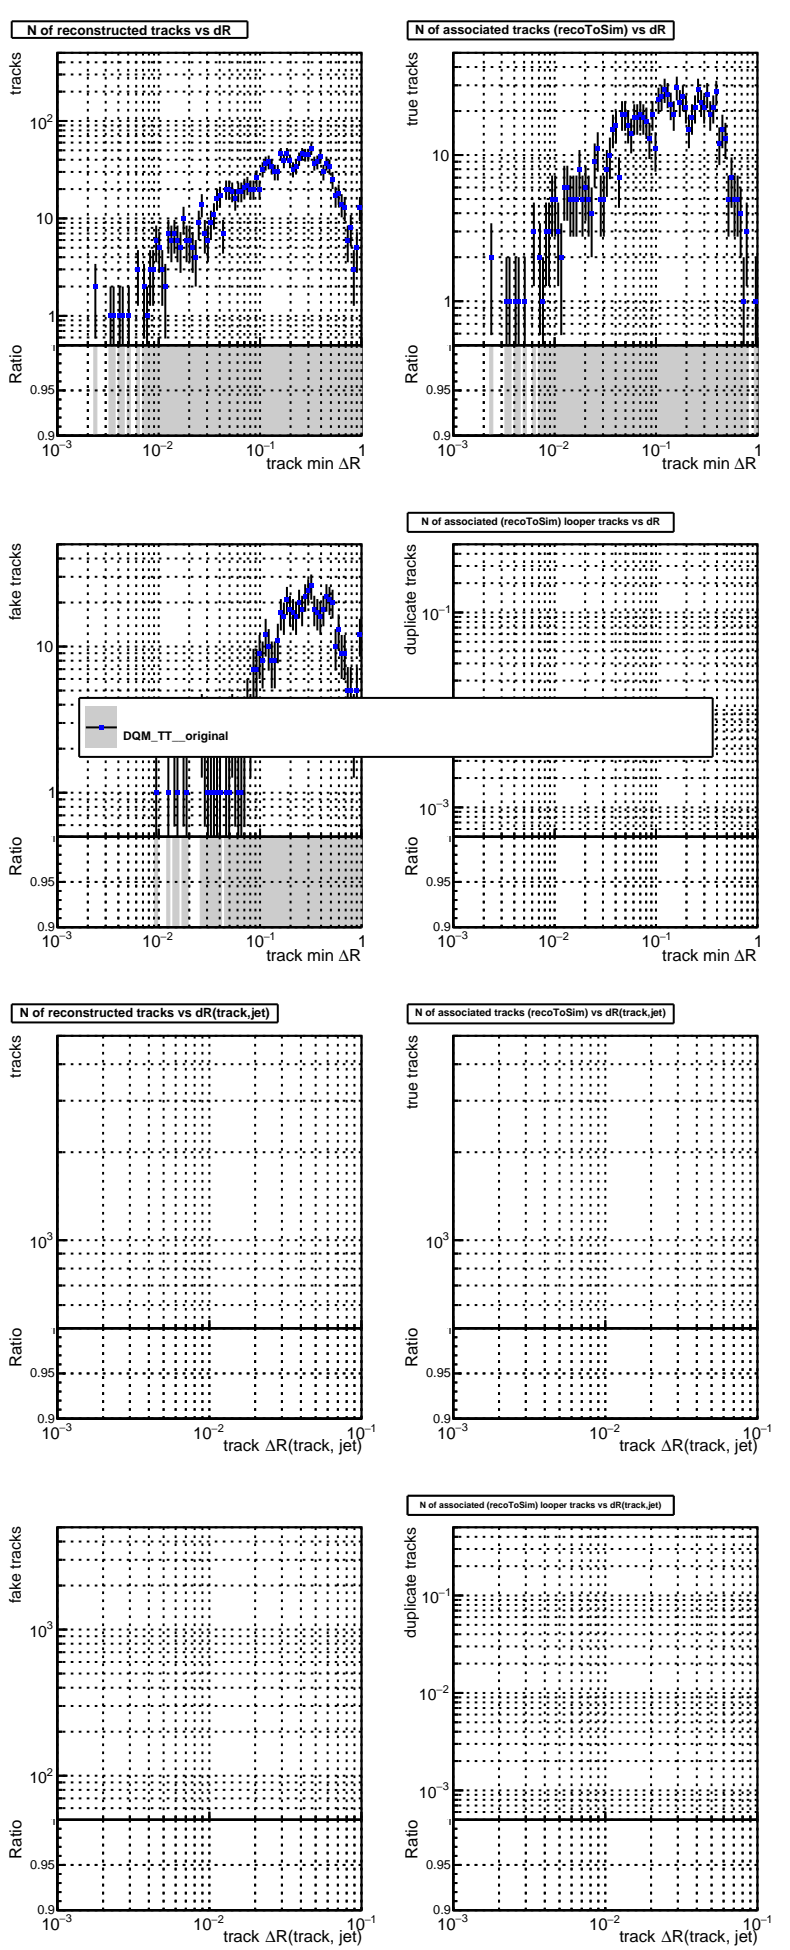 N of reconstructed tracks vs dR
tracks
10²
10
1
Ratio
0.95
0.9
10⁻³
10⁻²
10⁻¹
1
track min ΔR
N of associated tracks (recoToSim) vs dR
true tracks
10
1
Ratio
0.95
0.9
10⁻³
10⁻²
10⁻¹
1
track min ΔR
fake tracks
10
1
Ratio
0.95
0.9
10⁻³
10⁻²
10⁻¹
1
track min ΔR
N of associated (recoToSim) looper tracks vs dR
duplicate tracks
10⁻¹
10⁻³
Ratio
0.95
0.9
10⁻³
10⁻²
10⁻¹
1
track min ΔR
DQM_TT__original
N of reconstructed tracks vs dR(track,jet)
tracks
10³
Ratio
0.95
0.9
10⁻³
10⁻²
10⁻¹
track ΔR(track, jet)
N of associated tracks (recoToSim) vs dR(track,jet)
true tracks
10³
Ratio
0.95
0.9
10⁻³
10⁻²
10⁻¹
track ΔR(track, jet)
fake tracks
10³
10²
Ratio
0.95
0.9
10⁻³
10⁻²
10⁻¹
track ΔR(track, jet)
N of associated (recoToSim) looper tracks vs dR(track,jet)
duplicate tracks
10⁻¹
10⁻²
10⁻³
Ratio
0.95
0.9
10⁻³
10⁻²
10⁻¹
track ΔR(track, jet)